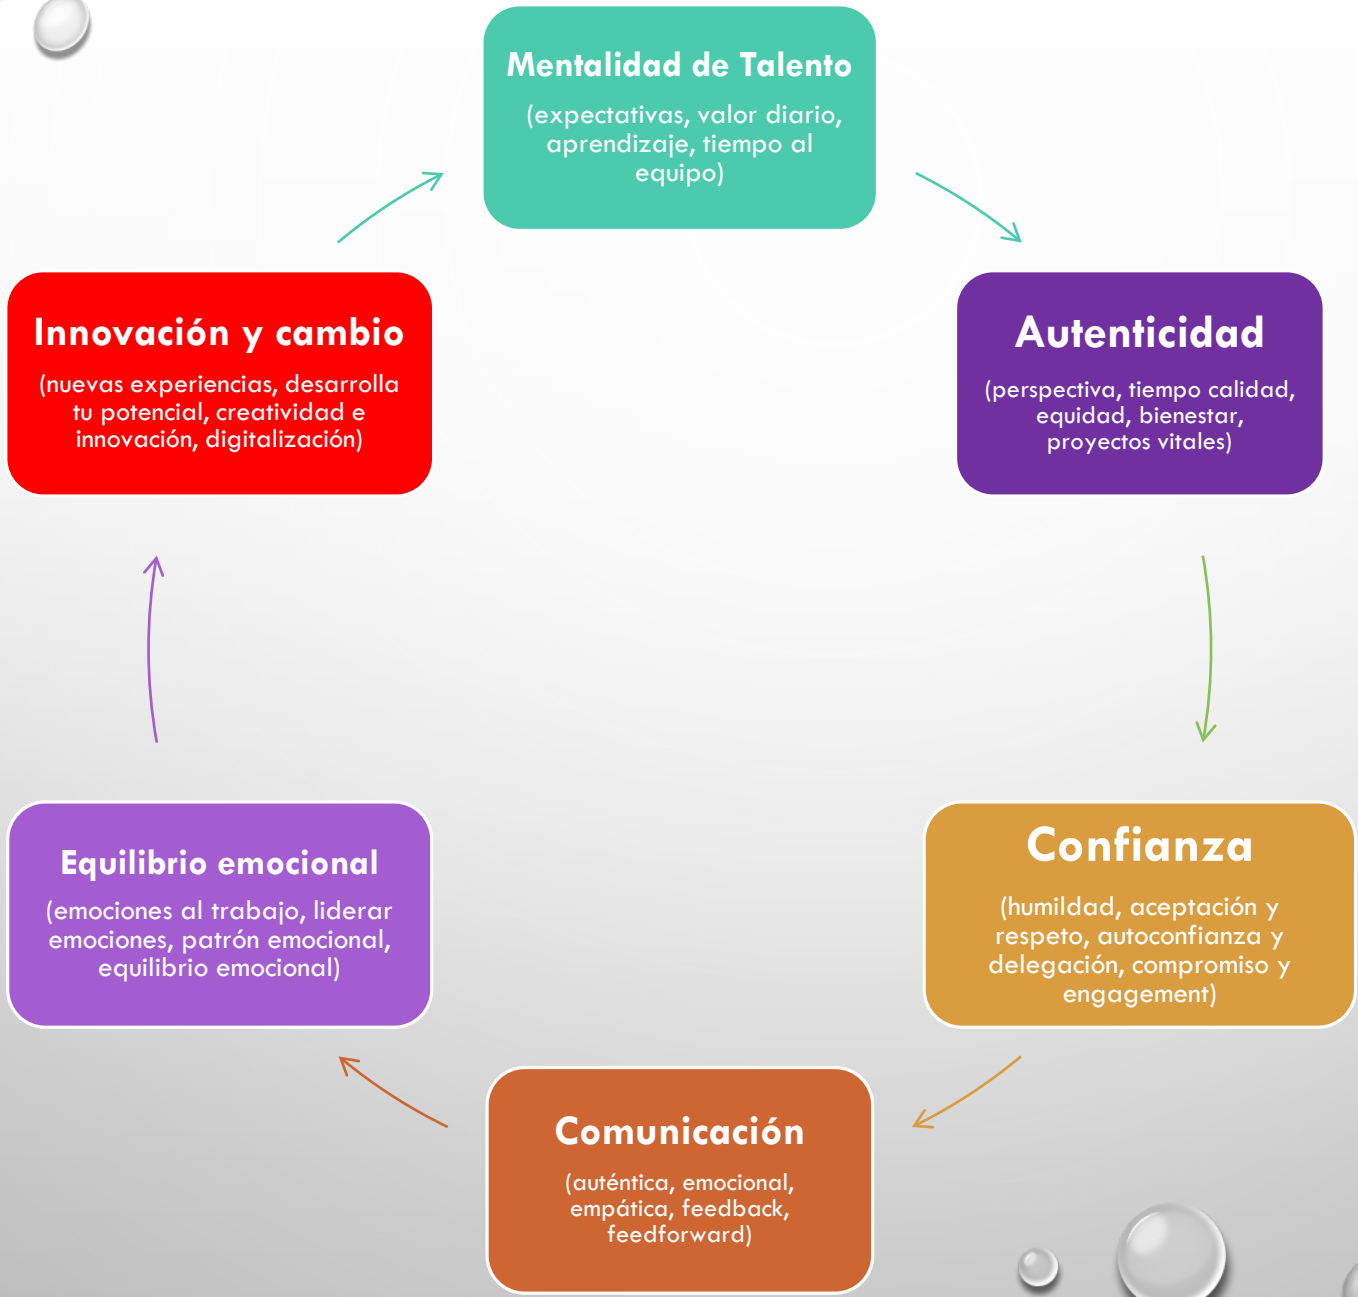 Mentalidad de Talento
(expectativas, valor diario,
aprendizaje, tiempo al
equipo)
Autenticidad
(perspectiva, tiempo calidad,
equidad, bienestar,
proyectos vitales)
Confianza
(humildad, aceptación y
respeto, autoconfianza y
delegación, compromiso y
engagement)
Comunicación
(auténtica, emocional,
empática, feedback,
feedforward)
Equilibrio emocional
(emociones al trabajo, liderar
emociones, patrón emocional,
equilibrio emocional)
Innovación y cambio
(nuevas experiencias, desarrolla
tu potencial, creatividad e
innovación, digitalización)